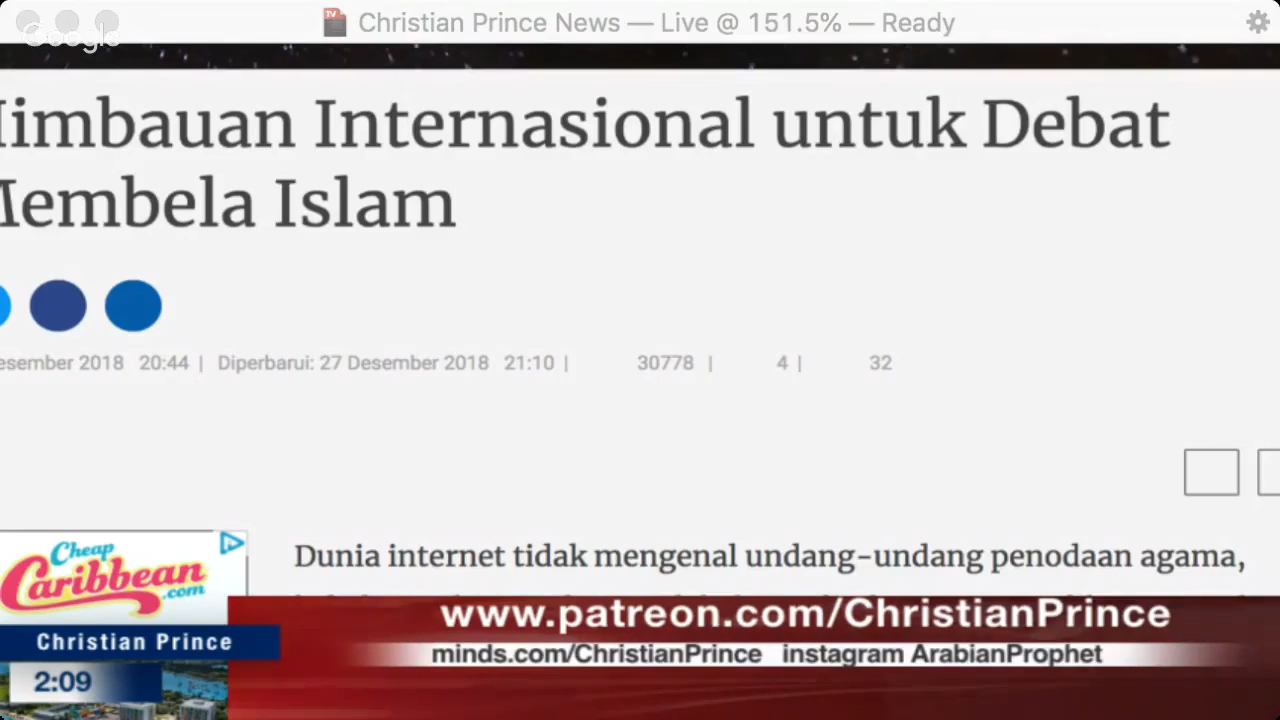 Christian Prince News — Live @ 151.5% — Ready
Google
Himbauan Internasional untuk Debat
Membela Islam
esember 2018 20:44 | Diperbarui: 27 Desember 2018 21:10 | 30778 | 4 | 32
Cheap
Caribbean
.com
Dunia internet tidak mengenal undang-undang penodaan agama,
www.patreon.com/ChristianPrince
Christian Prince
minds.com/ChristianPrince instagram ArabianProphet
2:09